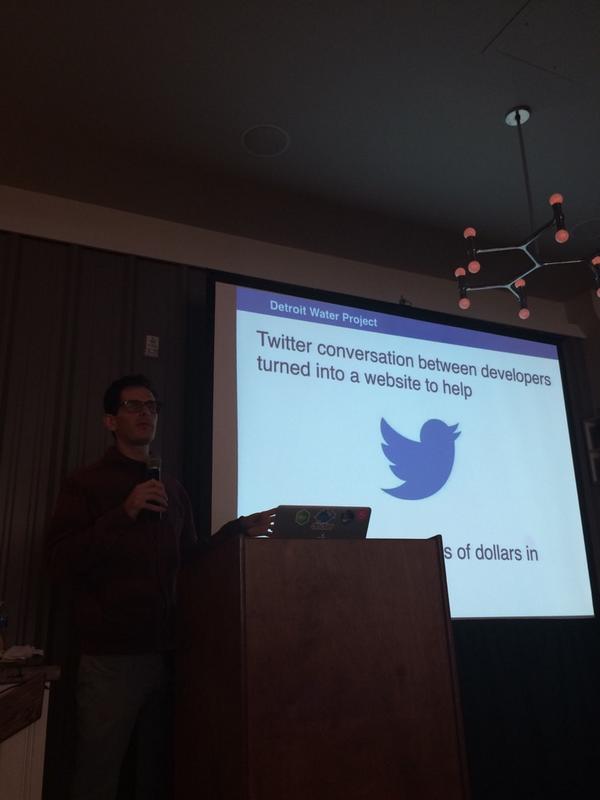 Detroit Water Project
Twitter conversation between developers
turned into a website to help
s of dollars in